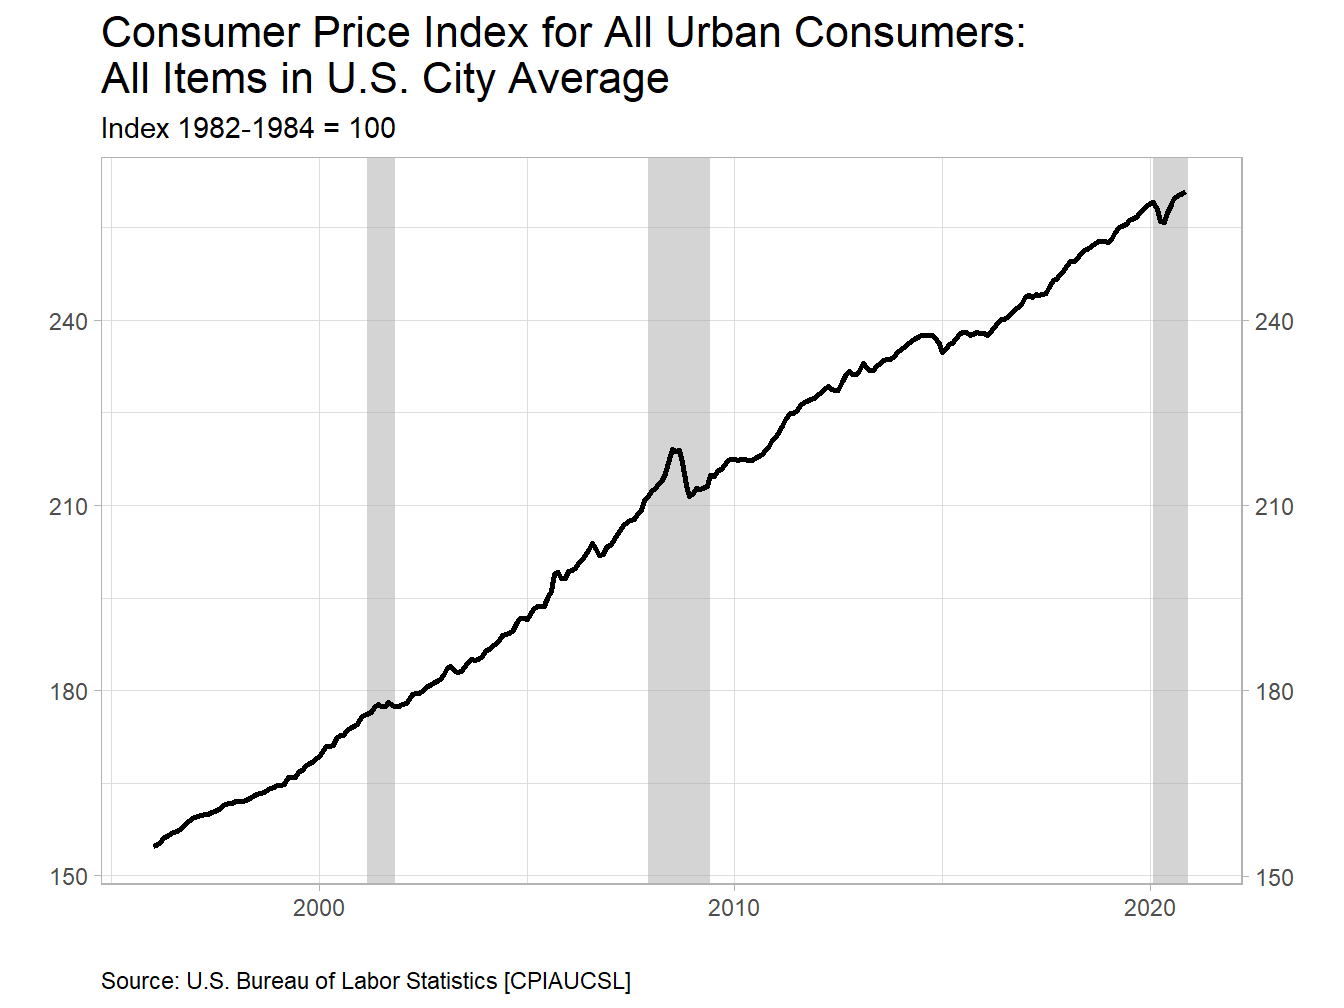 Consumer Price Index for All Urban Consumers:
All Items in U.S. City Average
Index 1982-1984 = 100
240 240
210 210
180 180
150 150
2000 2010 2020
Source: U.S. Bureau of Labor Statistics [CPIAUCSL]